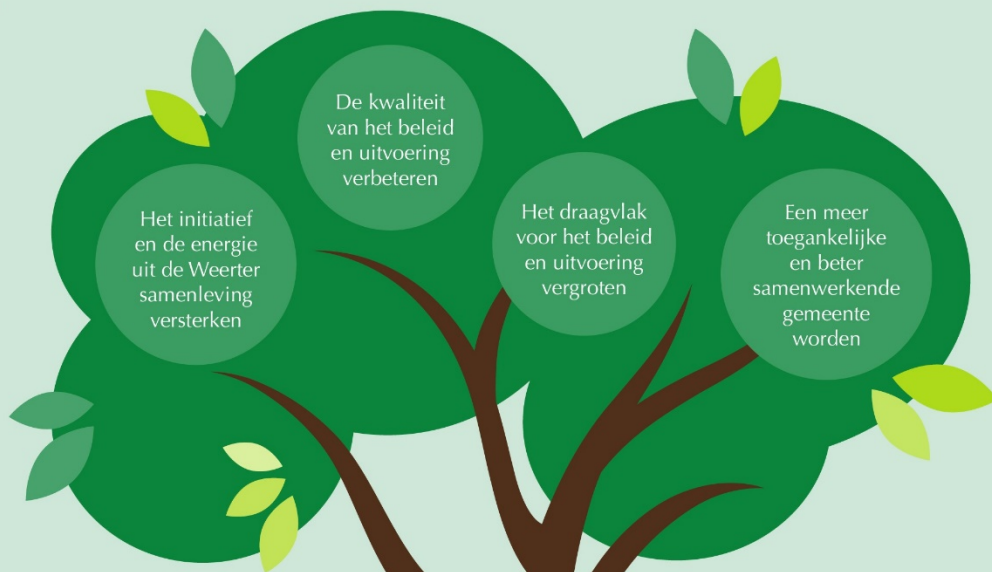 Het initiatief
en de energie
uit de Weerter
samenleving
versterken
De kwaliteit
van het beleid
en uitvoering
verbeteren
Het draagvlak
voor het beleid
en uitvoering
vergroten
Een meer
toegankelijke
en beter
samenwerkende
gemeente
worden